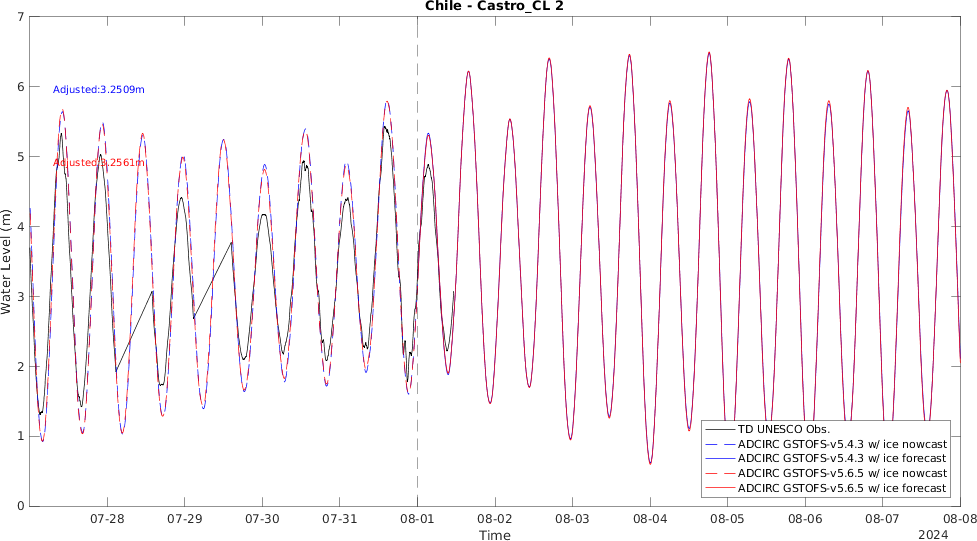 Chile - Castro_CL 2
7
6
5
4
3
2
1
0
Water Level (m)
Adjusted:3.2509m
Adjusted:3.2561m
TD UNESCO Obs.
ADCIRC GSTOFS-v5.4.3 w/ ice nowcast
ADCIRC GSTOFS-v5.4.3 w/ ice forecast
ADCIRC GSTOFS-v5.6.5 w/ ice nowcast
ADCIRC GSTOFS-v5.6.5 w/ ice forecast
07-28 07-29 07-30 07-31 08-01 08-02 08-03 08-04 08-05 08-06 08-07 08-08
Time
2024